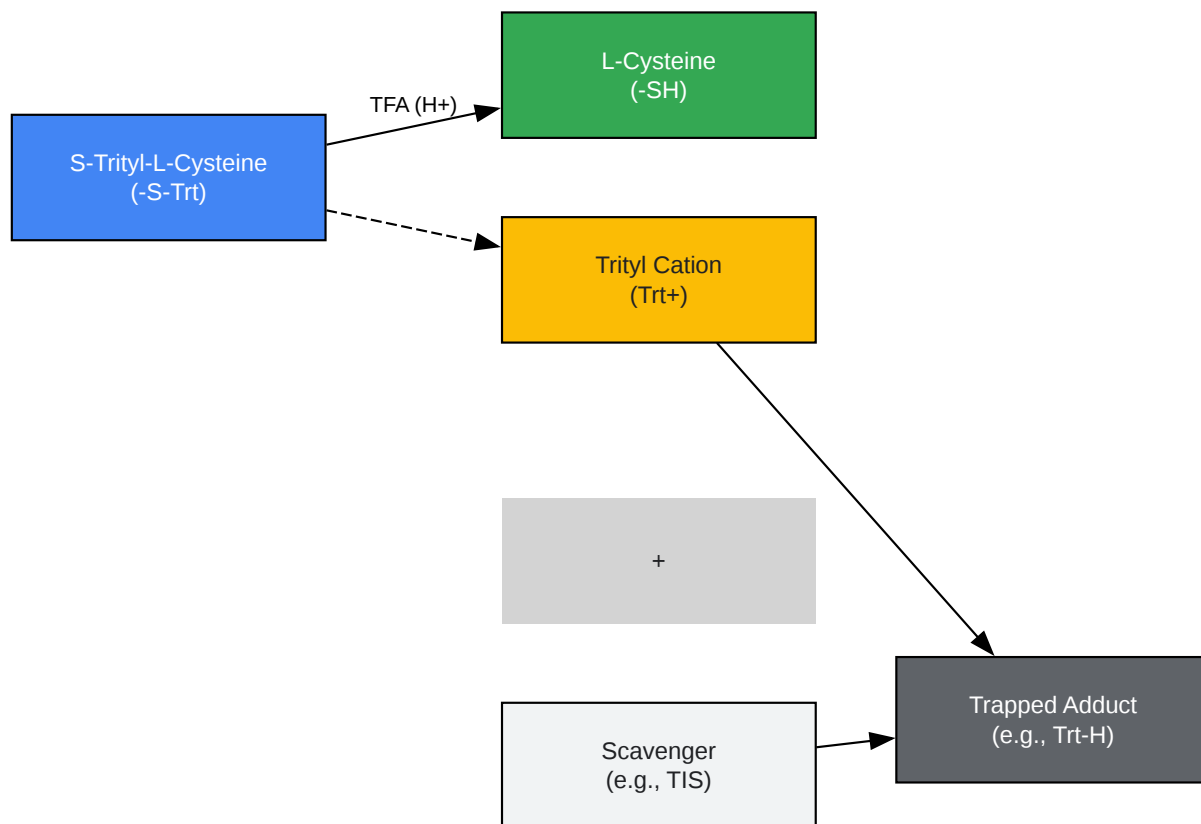 L-Cysteine
(-SH)
TFA (H+)
S-Trityl-L-Cysteine
(-S-Trt)
Trityl Cation
(Trt+)
+
Trapped Adduct
(e.g., Trt-H)
Scavenger
(e.g., TIS)